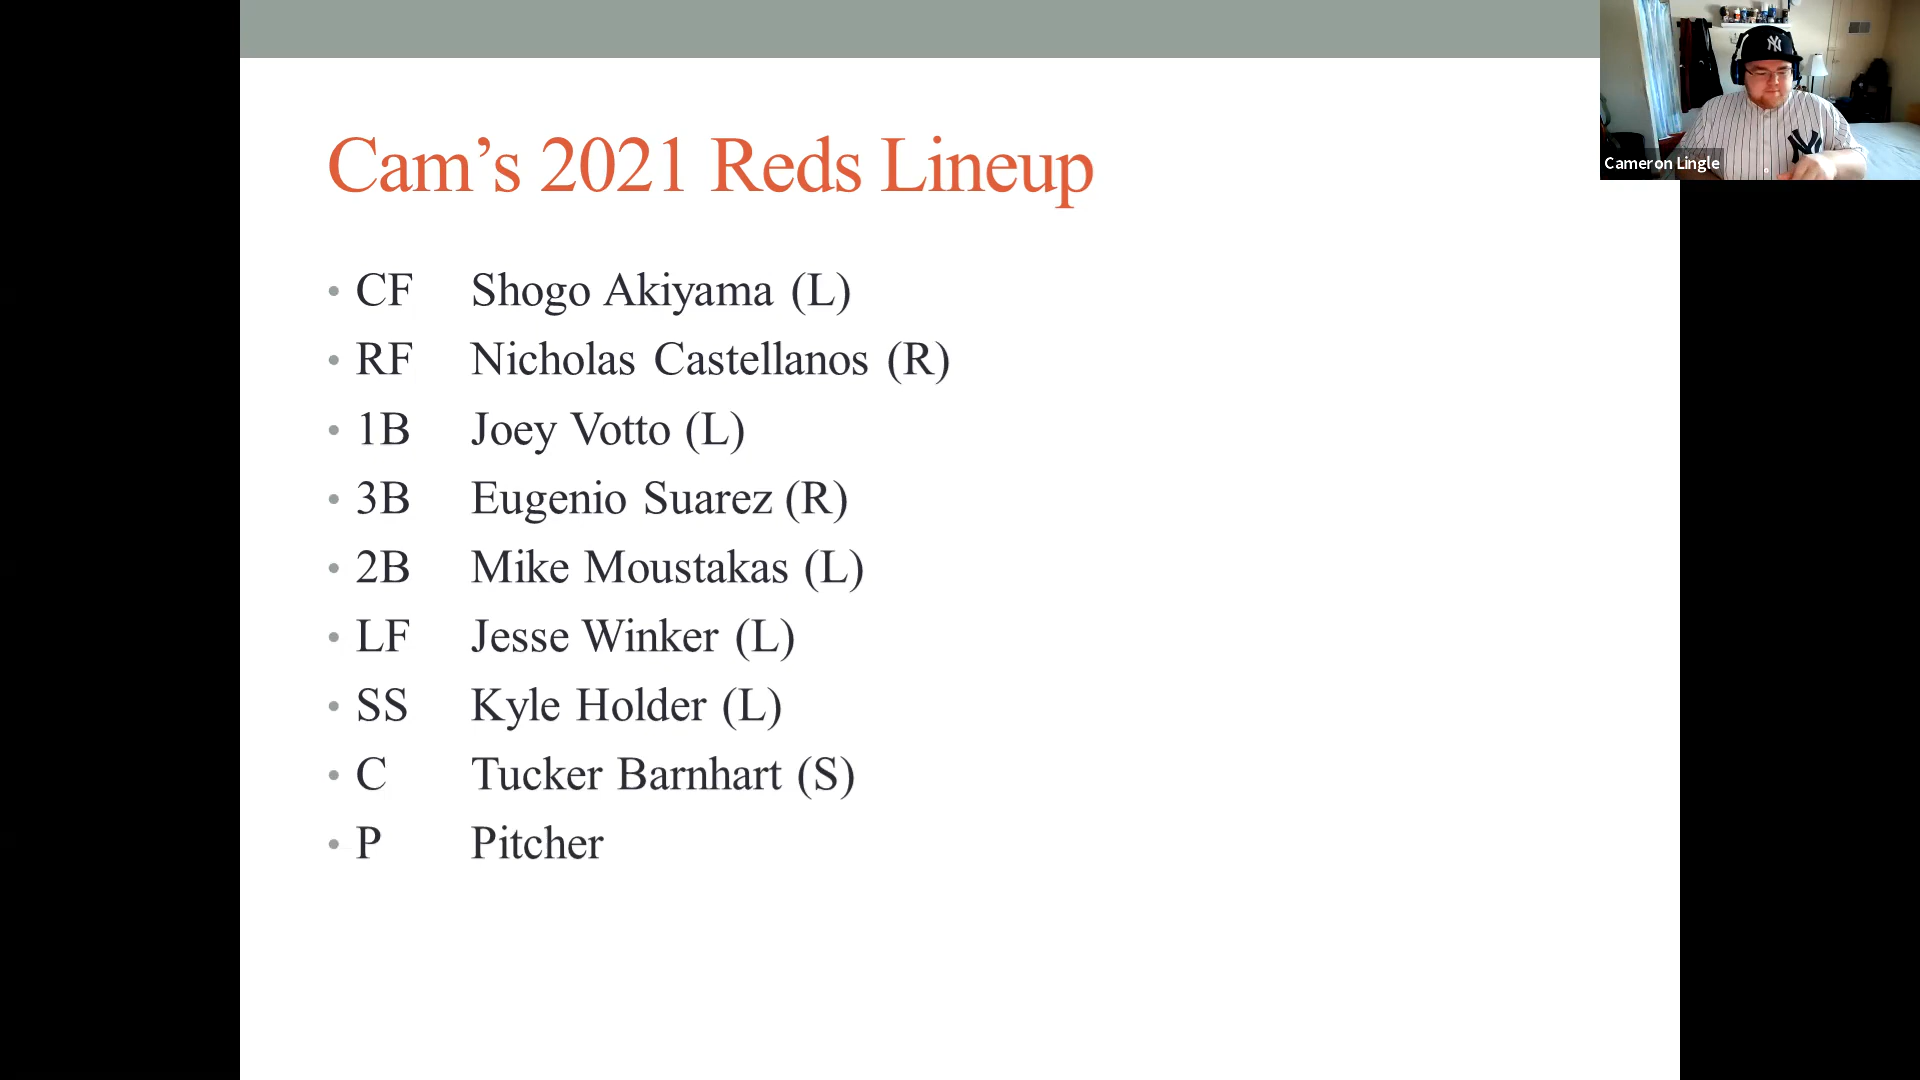 Cam's 2021 Reds Lineup
• CF Shogo Akiyama (L)
• RF Nicholas Castellanos (R)
• 1B Joey Votto (L)
• 3B Eugenio Suarez (R)
• 2B Mike Moustakas (L)
• LF Jesse Winker (L)
• SS Kyle Holder (L)
• C Tucker Barnhart (S)
• P Pitcher
NY
Cameron Lingle